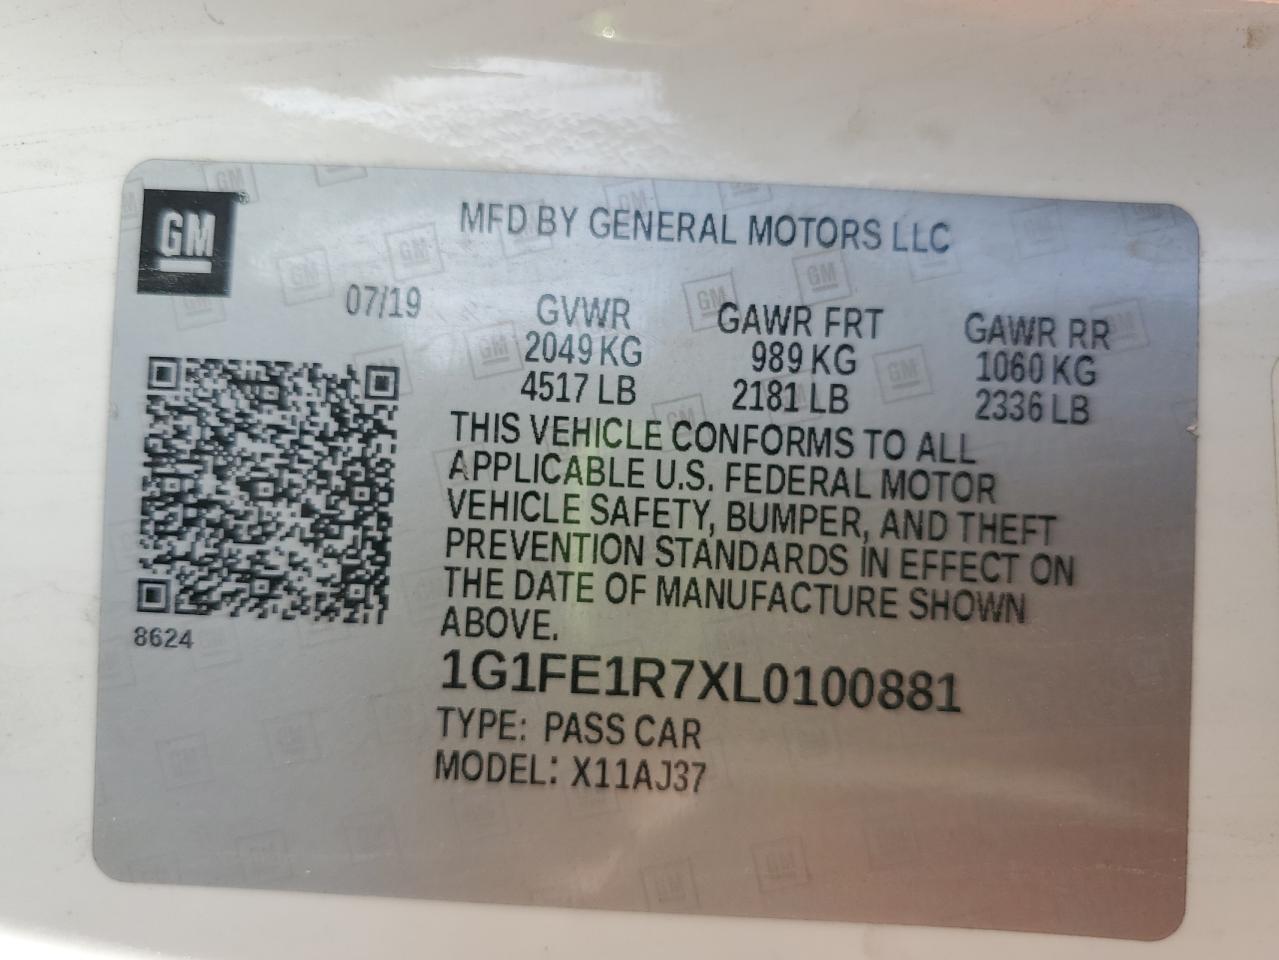 GM
MFD BY GENERAL MOTORS LLC
07/19
GVWR GAWR FRT GAWR RR
2049 KG 989 KG 1060 KG
4517 LB 2181 LB 2336 LB
THIS VEHICLE CONFORMS TO ALL
APPLICABLE U.S. FEDERAL MOTOR
VEHICLE SAFETY, BUMPER, AND THEFT
PREVENTION STANDARDS IN EFFECT ON
THE DATE OF MANUFACTURE SHOWN
ABOVE.
8624
1G1FE1R7XL0100881
TYPE: PASS CAR
MODEL: X11AJ37